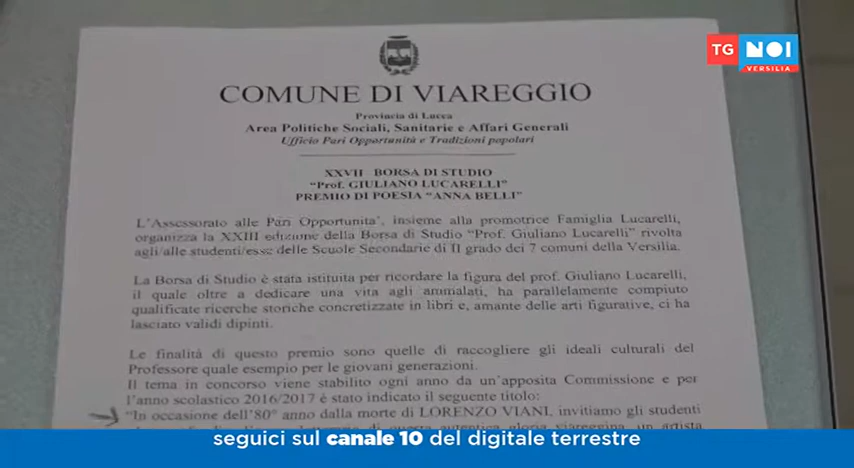 TG NOI
VERSILIA
COMUNE DI VIAREGGIO
Provincia di Lucca
Area Politiche Sociali, Sanitarie e Affari Generali
Ufficio Pari Opportunità e Tradizioni popolari
XXVII BORSA DI STUDIO
"Prof. GIULIANO LUCARELLI"
PREMIO DI POESIA "ANNA BELLI"
L'Assessorato alle Pari Opportunita', insieme alla promotrice Famiglia Lucarelli,
organizza la XXIII edizione della Borsa di Studio "Prof. Giuliano Lucarelli" rivolta
agli/alle studenti/esse delle Scuole Secondarie di II grado dei 7 comuni della Versilia.
La Borsa di Studio è stata istituita per ricordare la figura del prof. Giuliano Lucarelli,
il quale oltre a dedicare una vita agli ammalati, ha parallelamente compiuto
qualificate ricerche storiche concretizzate in libri e, amante delle arti figurative, ci ha
lasciato validi dipinti.
Le finalità di questo premio sono quelle di raccogliere gli ideali culturali del
Professore quale esempio per le giovani generazioni.
Il tema in concorso viene stabilito ogni anno da un'apposita Commissione e per
l'anno scolastico 2016/2017 è stato indicato il seguente titolo:
"In occasione dell'80° anno dalla morte di LORENZO VIANI, invitiamo gli studenti
di questa autentica gloria viareggina, un artista
seguici sul canale 10 del digitale terrestre